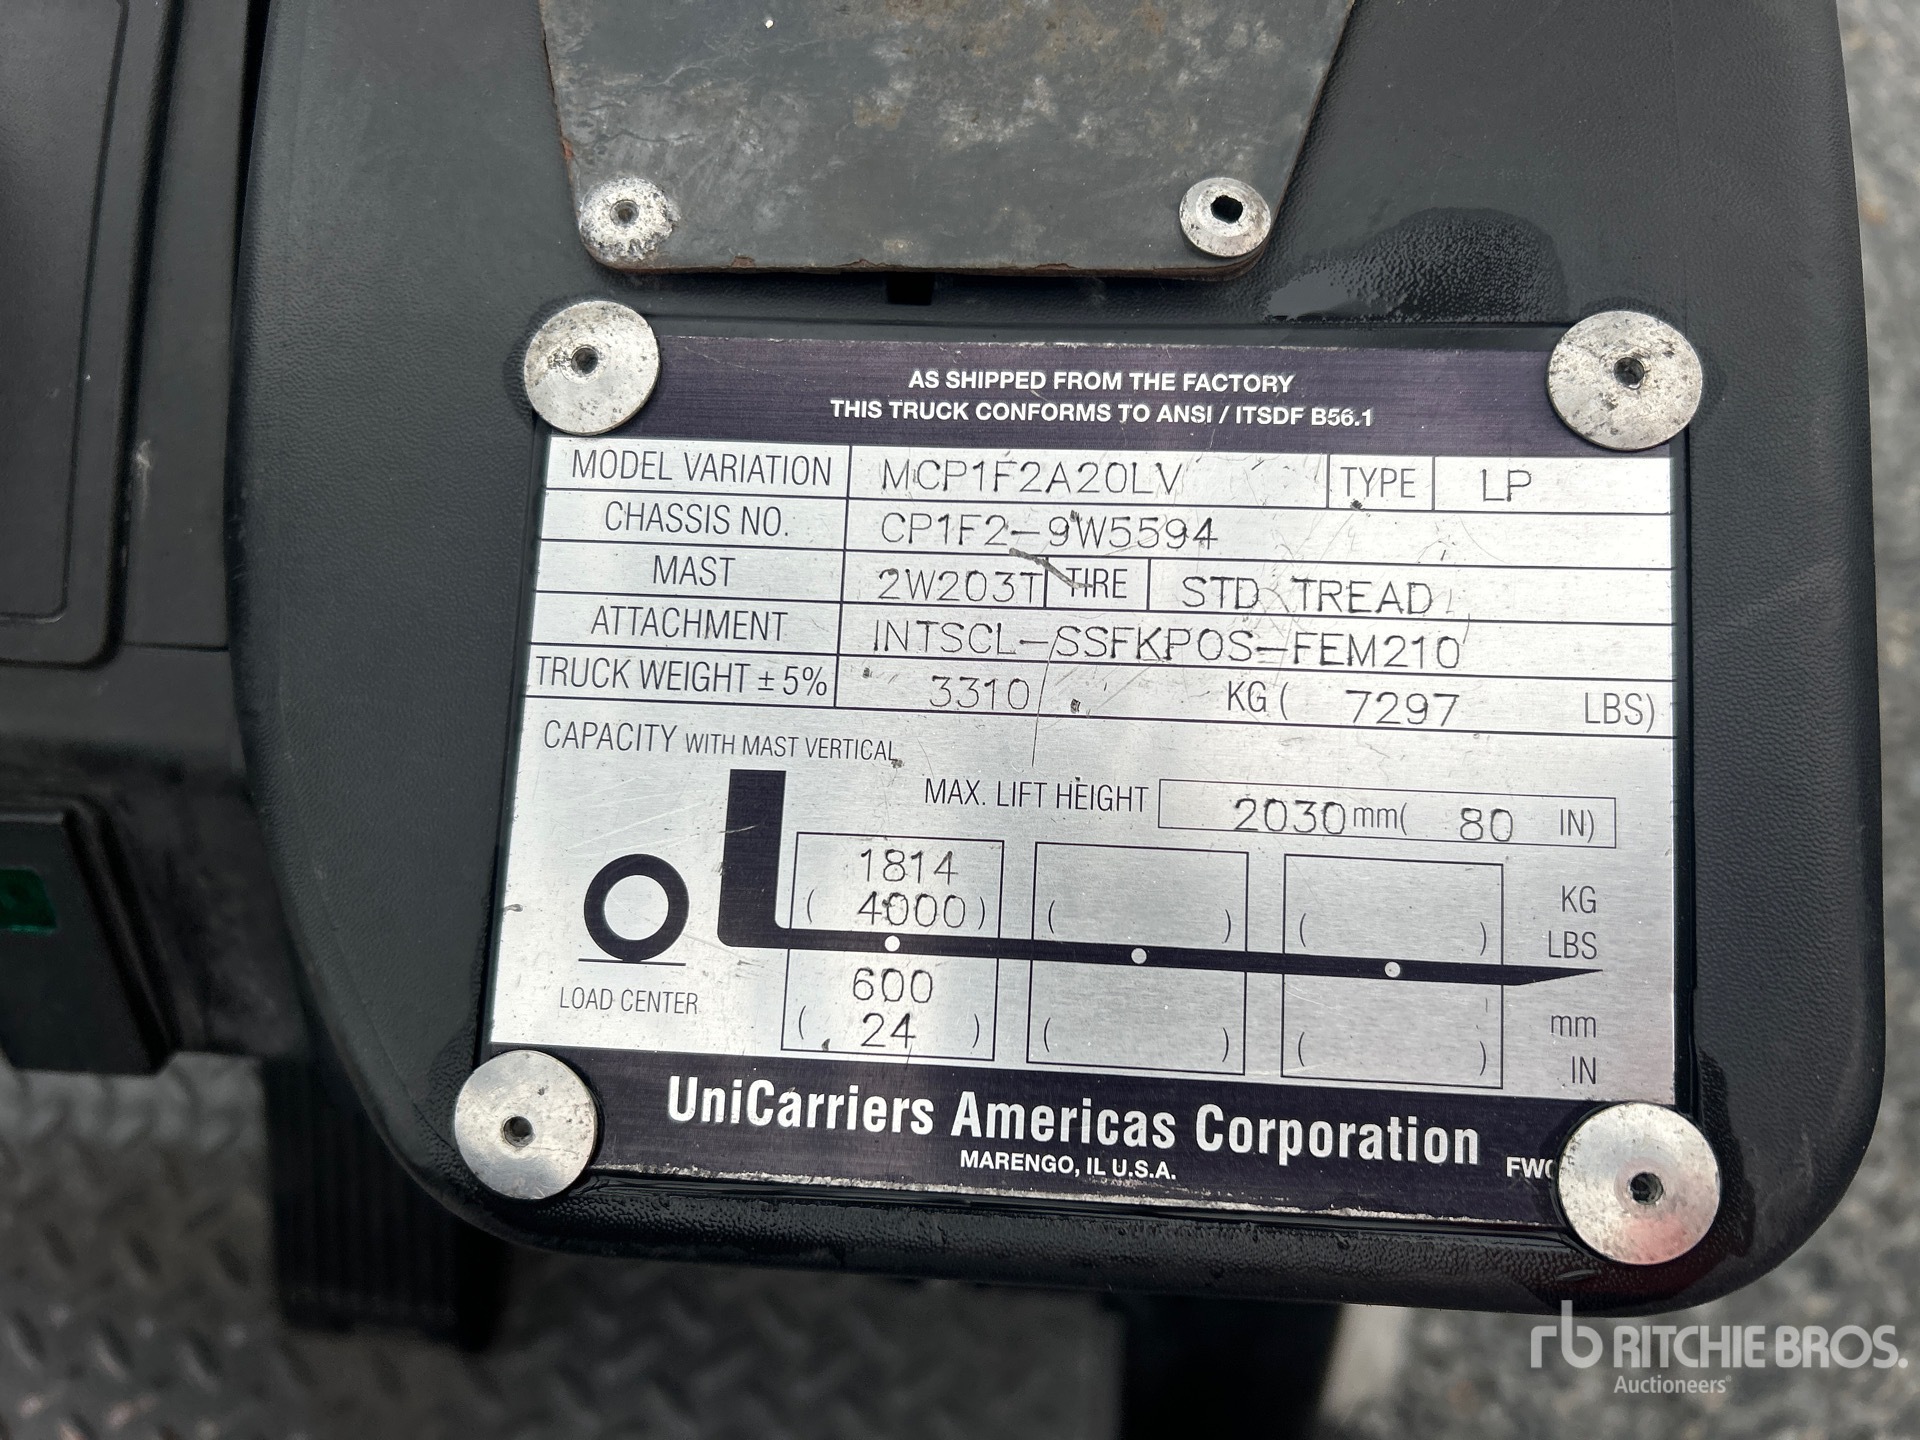 AS SHIPPED FROM THE FACTORY
THIS TRUCK CONFORMS TO ANSI / ITSDF B56.1
MODEL VARIATION MCP1F2A20LV TYPE LP
CHASSIS NO. CP1F2-9W5594
MAST 2W203T TIRE STD TREAD
ATTACHMENT INTSCL-SSFKPOS-FEM210
TRUCK WEIGHT ± 5% 3310 KG ( 7297 LBS)
CAPACITY WITH MAST VERTICAL
MAX. LIFT HEIGHT 2030 mm( 80 IN)
1814 KG
( 4000 ) ( ) ( ) LBS
LOAD CENTER 600 mm
( 24 ) ( ) ( ) IN
UniCarriers Americas Corporation
MARENGO, IL U.S.A.
rb RITCHIE BROS.
Auctioneers